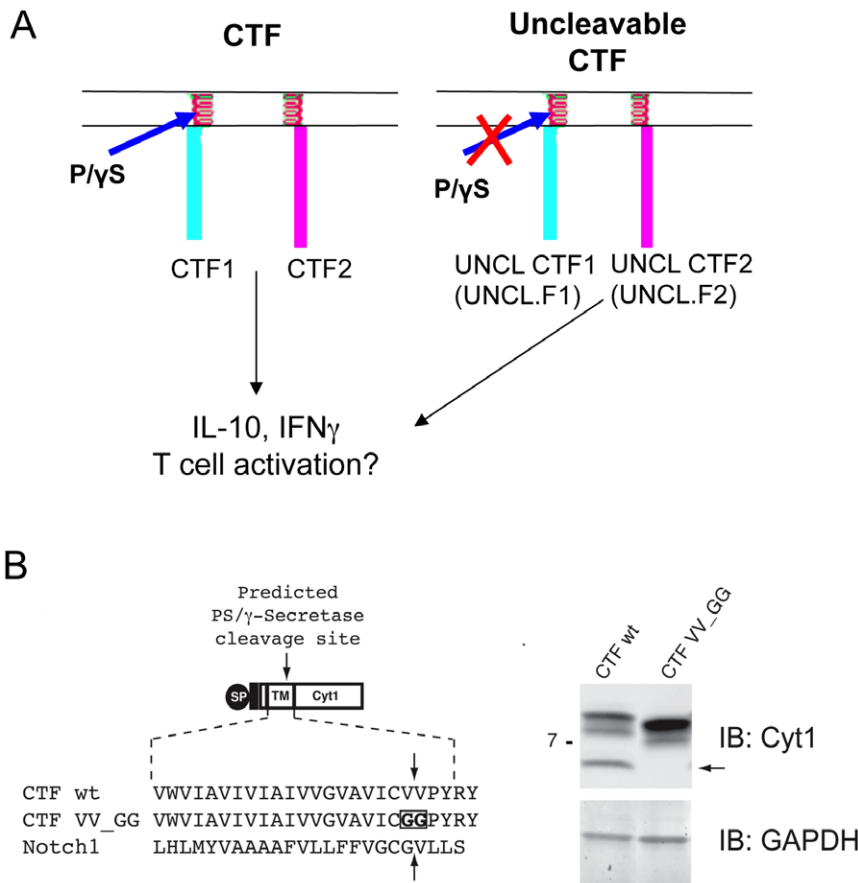 A
CTF
Uncleavable
CTF
P/γS
P/γS
CTF1
CTF2
UNCL CTF1
(UNCL.F1)
UNCL CTF2
(UNCL.F2)
IL-10, IFNγ
T cell activation?
B
Predicted
PS/γ-Secretase
cleavage site
SP
TM
Cyt1
CTF wt VWVIAVIVIAIVVGVAVICVVPYRY
CTF VV_GG VWVIAVIVIAIVVGVAVICGGPYRY
Notch1 LHLMYVAAAAFVLLFFVGCGVLLS
CTF wt
CTF VV_GG
7
IB: Cyt1
IB: GAPDH